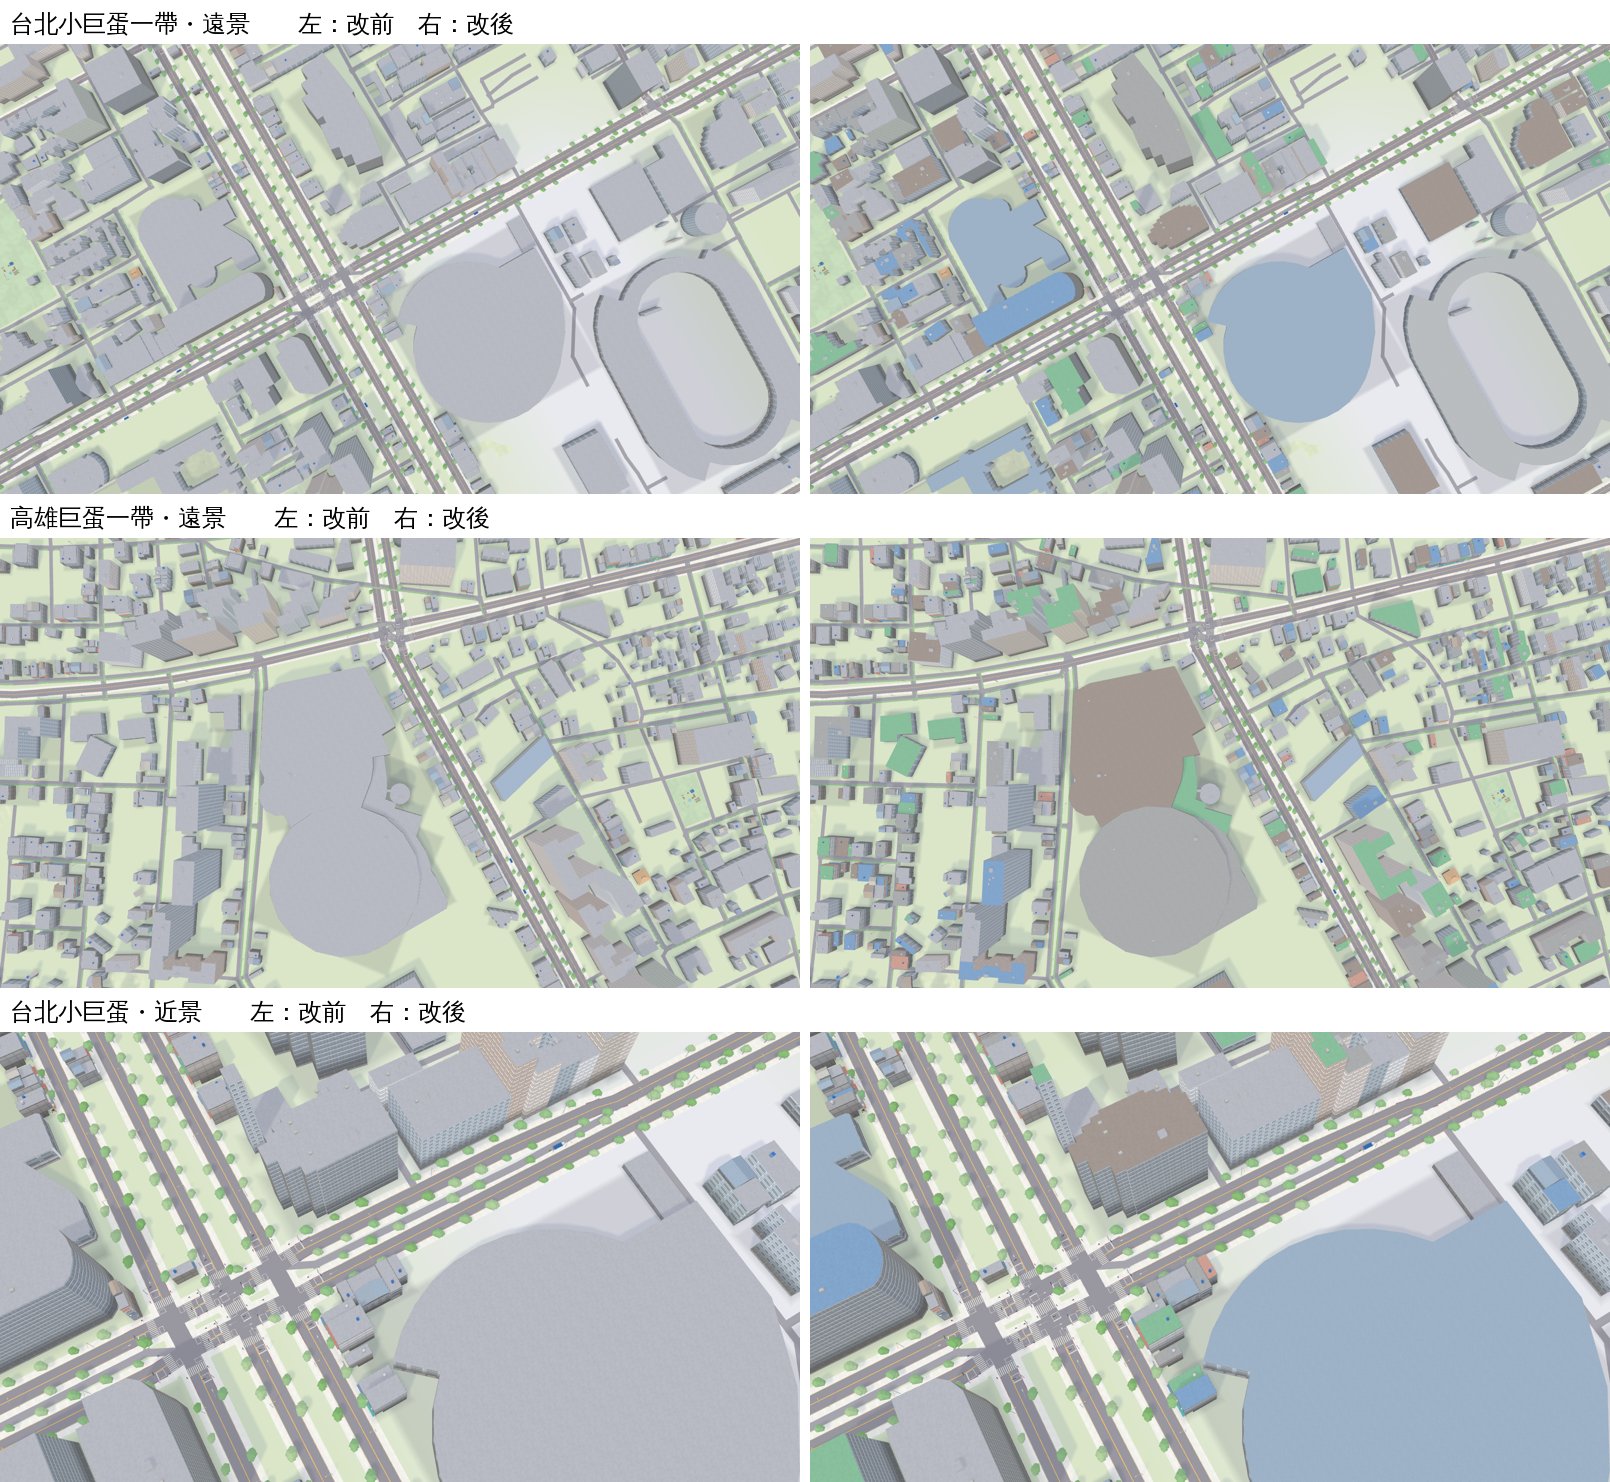 台北小巨蛋一帶・遠景　　左：改前　右：改後
高雄巨蛋一帶・遠景　　左：改前　右：改後
台北小巨蛋・近景　　左：改前　右：改後